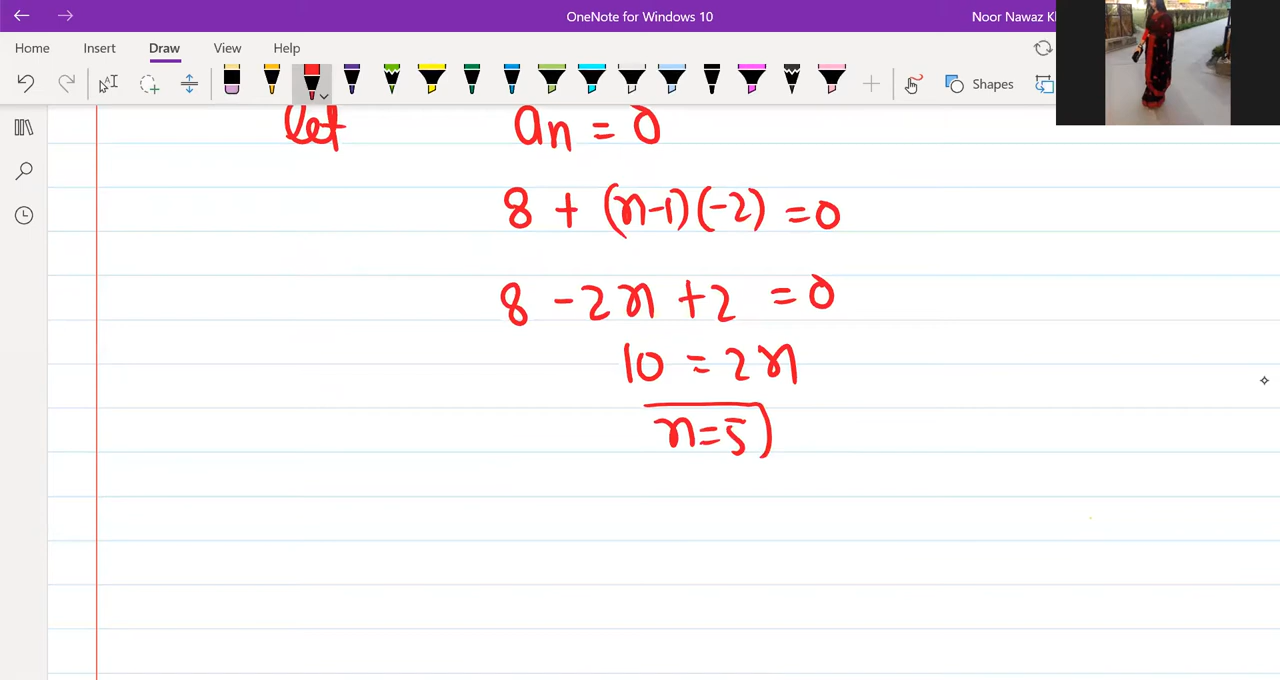 OneNote for Windows 10
Noor Nawaz
Home Insert Draw View Help
Shapes
let an = 0
8 + (n-1)(-2) = 0
8 - 2n + 2 = 0
10 = 2n
n = 5